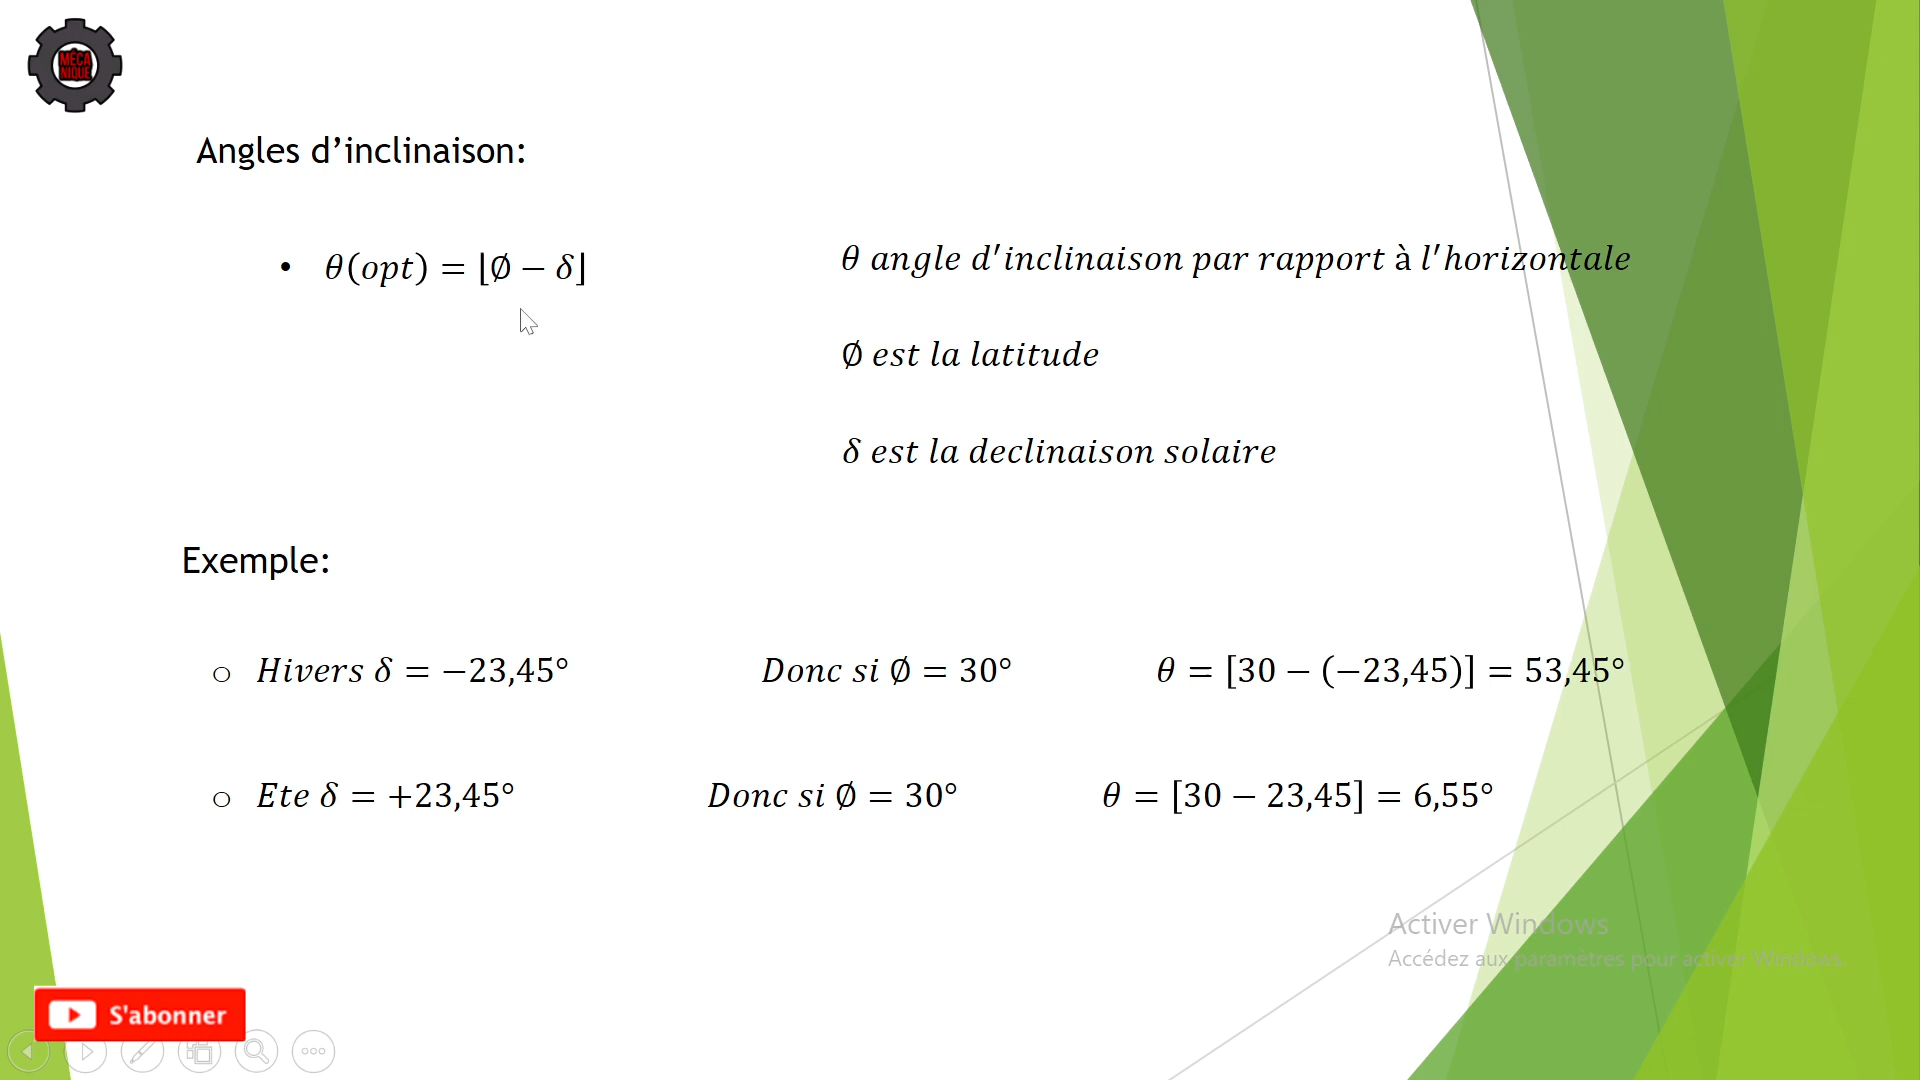 MÉCA
NIQUE
Angles d’inclinaison:
• θ(opt) = ⌊∅ − δ⌋
θ angle d′inclinaison par rapport à l′horizontale
∅ est la latitude
δ est la declinaison solaire
Exemple:
o Hivers δ = −23,45° Donc si ∅ = 30° θ = [30 − (−23,45)] = 53,45°
o Ete δ = +23,45° Donc si ∅ = 30° θ = [30 − 23,45] = 6,55°
Activer Windows
Accédez aux paramètres pour activer Windows.
S'abonner